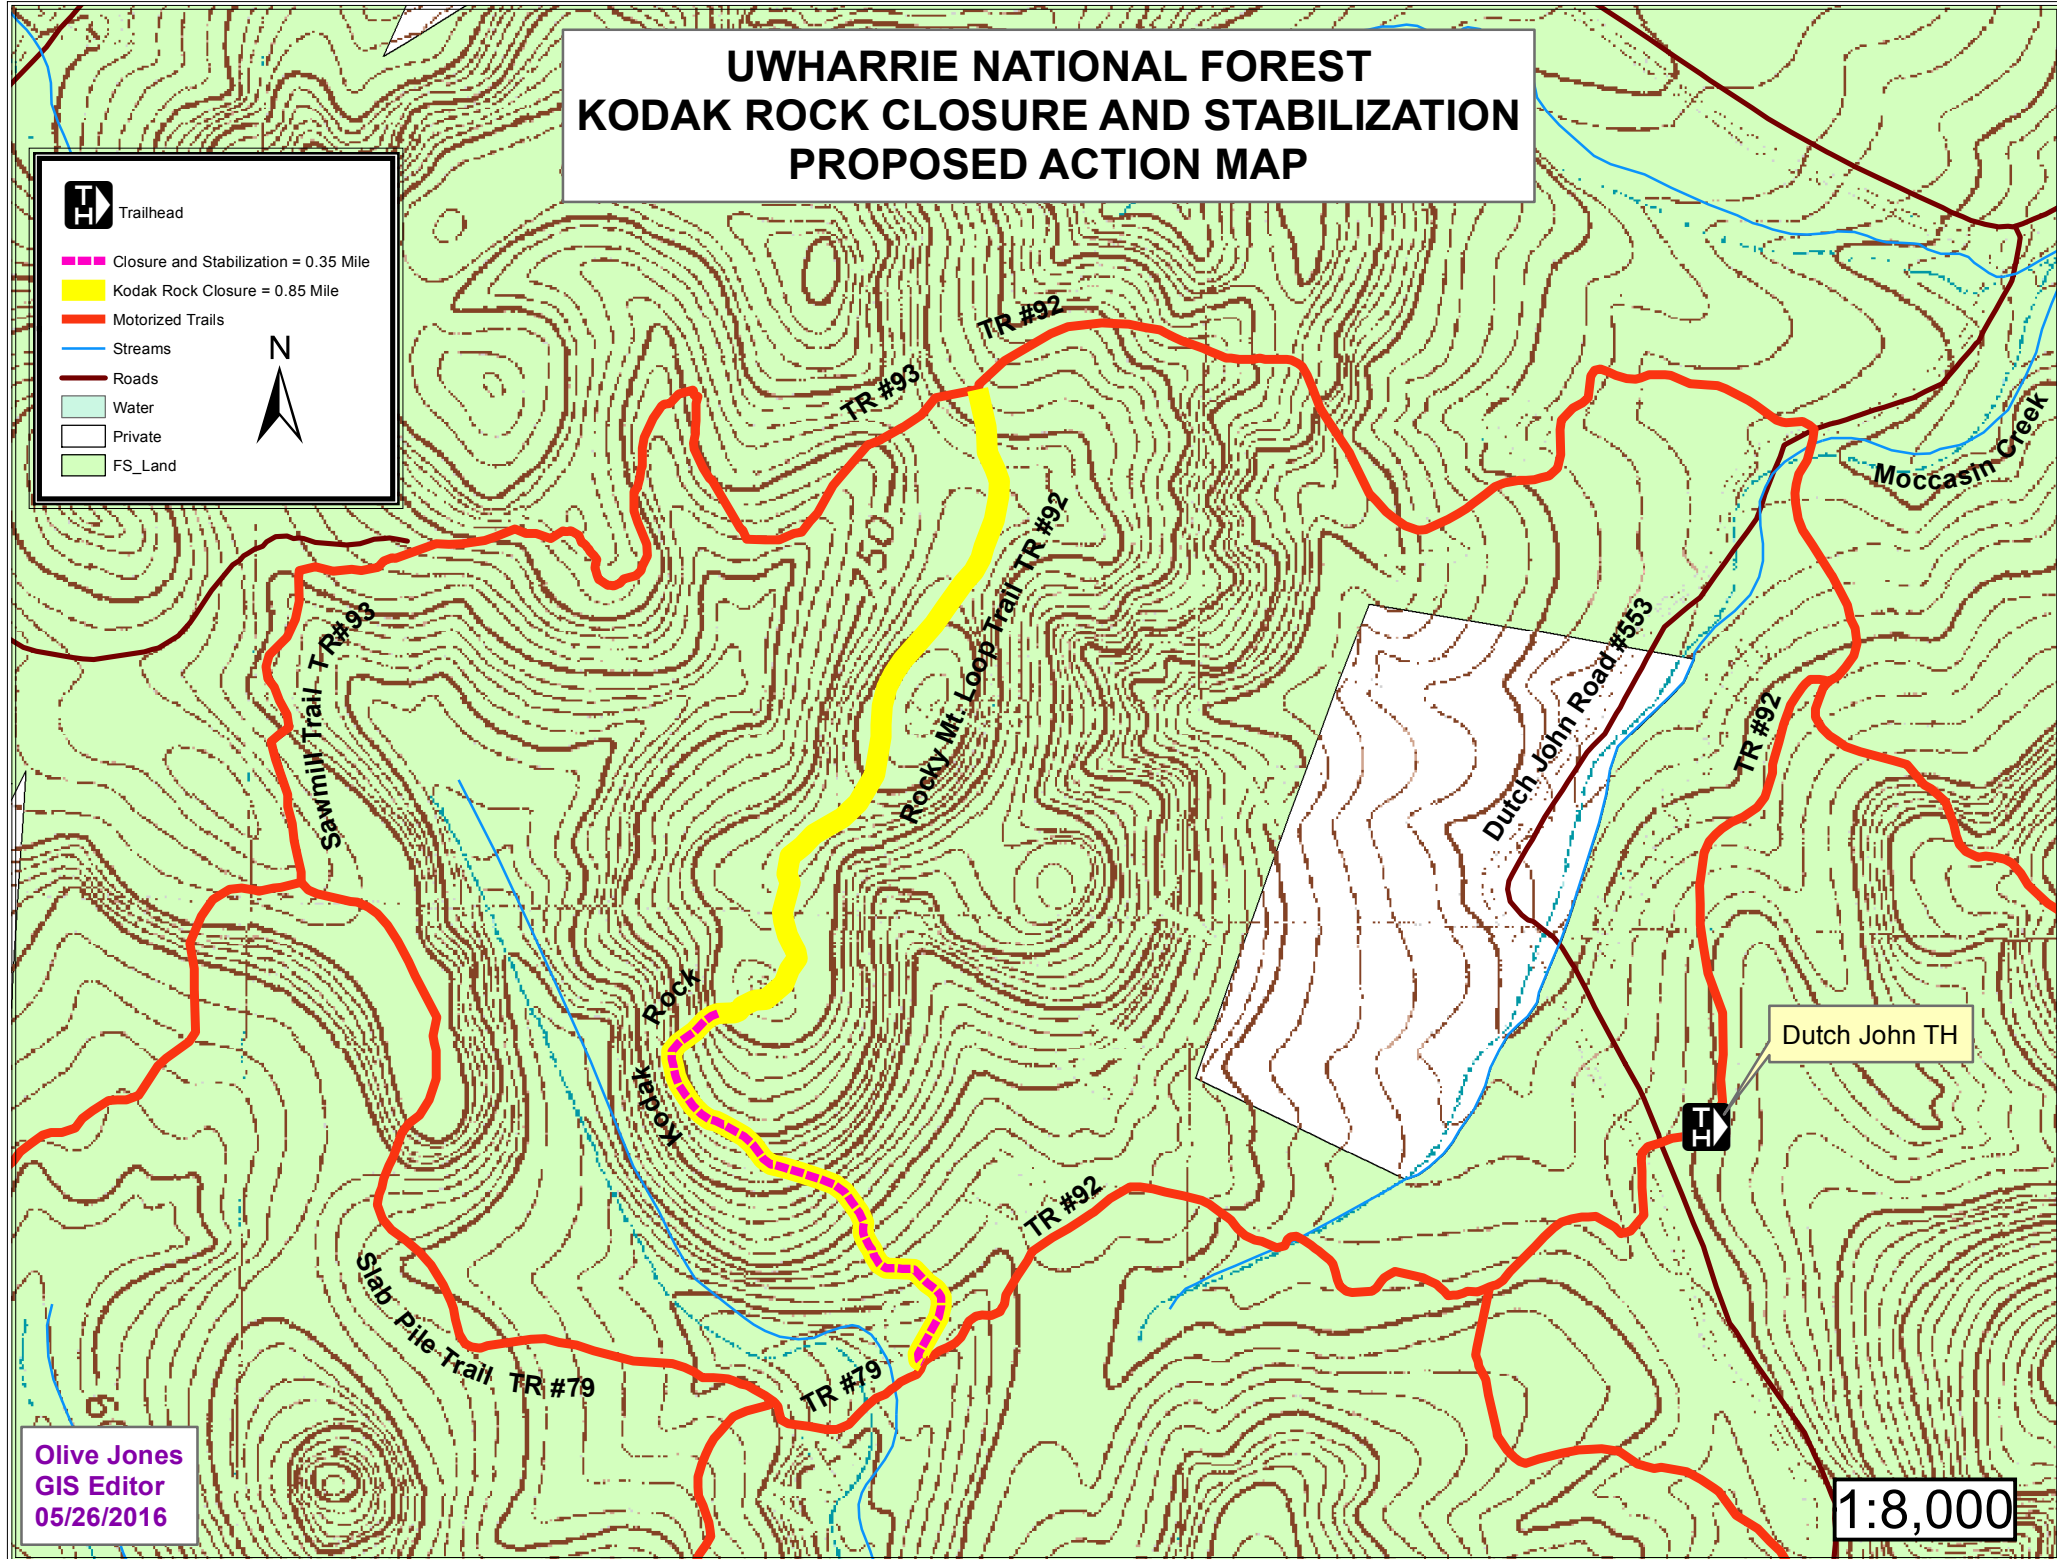 UWHARRIE NATIONAL FOREST
KODAK ROCK CLOSURE AND STABILIZATION
PROPOSED ACTION MAP
TH
Trailhead
Closure and Stabilization = 0.35 Mile
Kodak Rock Closure = 0.85 Mile
Motorized Trails
Streams
Roads
Water
Private
FS_Land
N
TR #92
TR #93
Moccasin Creek
750
Rocky Mt. Loop Trail TR #92
Sawmill Trail TR#93
Dutch John Road #553
TR #92
Kodak Rock
Dutch John TH
TH
TR #92
Slab Pile Trail TR #79
TR #79
Olive Jones
GIS Editor
05/26/2016
1:8,000